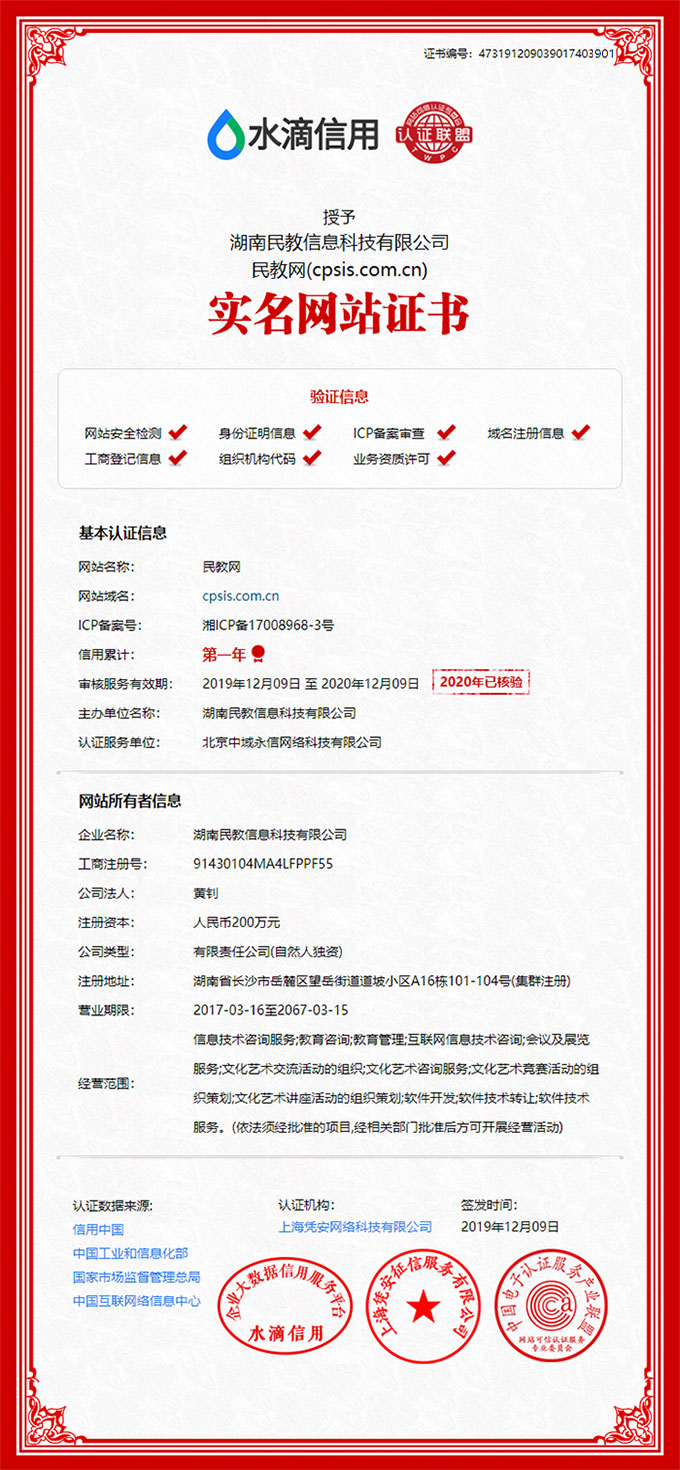 证书编号：473191209039017403901
水滴信用
网站可信认证服务委员会
认证联盟
TWPC
授予
湖南民教信息科技有限公司
民教网(cpsis.com.cn)
实名网站证书
验证信息
网站安全检测 身份证明信息 ICP备案审查 域名注册信息
工商登记信息 组织机构代码 业务资质许可
基本认证信息
网站名称： 民教网
网站域名： cpsis.com.cn
ICP备案号： 湘ICP备17008968-3号
信用累计： 第一年
审核服务有效期： 2019年12月09日 至 2020年12月09日 2020年已核验
主办单位名称： 湖南民教信息科技有限公司
认证服务单位： 北京中域永信网络科技有限公司
网站所有者信息
企业名称： 湖南民教信息科技有限公司
工商注册号： 91430104MA4LFPPF55
公司法人： 黄钊
注册资本： 人民币200万元
公司类型： 有限责任公司(自然人独资)
注册地址： 湖南省长沙市岳麓区望岳街道道坡小区A16栋101-104号(集群注册)
营业期限： 2017-03-16至2067-03-15
经营范围： 信息技术咨询服务;教育咨询;教育管理;互联网信息技术咨询;会议及展览
服务;文化艺术交流活动的组织;文化艺术咨询服务;文化艺术竞赛活动的组
织策划;文化艺术讲座活动的组织策划;软件开发;软件技术转让;软件技术
服务。(依法须经批准的项目,经相关部门批准后方可开展经营活动)
认证数据来源: 认证机构： 签发时间：
信用中国 上海凭安网络科技有限公司 2019年12月09日
中国工业和信息化部
国家市场监督管理总局
中国互联网络信息中心
企业大数据信用服务平台
水滴信用
上海凭安征信服务有限公司
中国电子认证服务产业联盟
网站可信认证服务
专业委员会